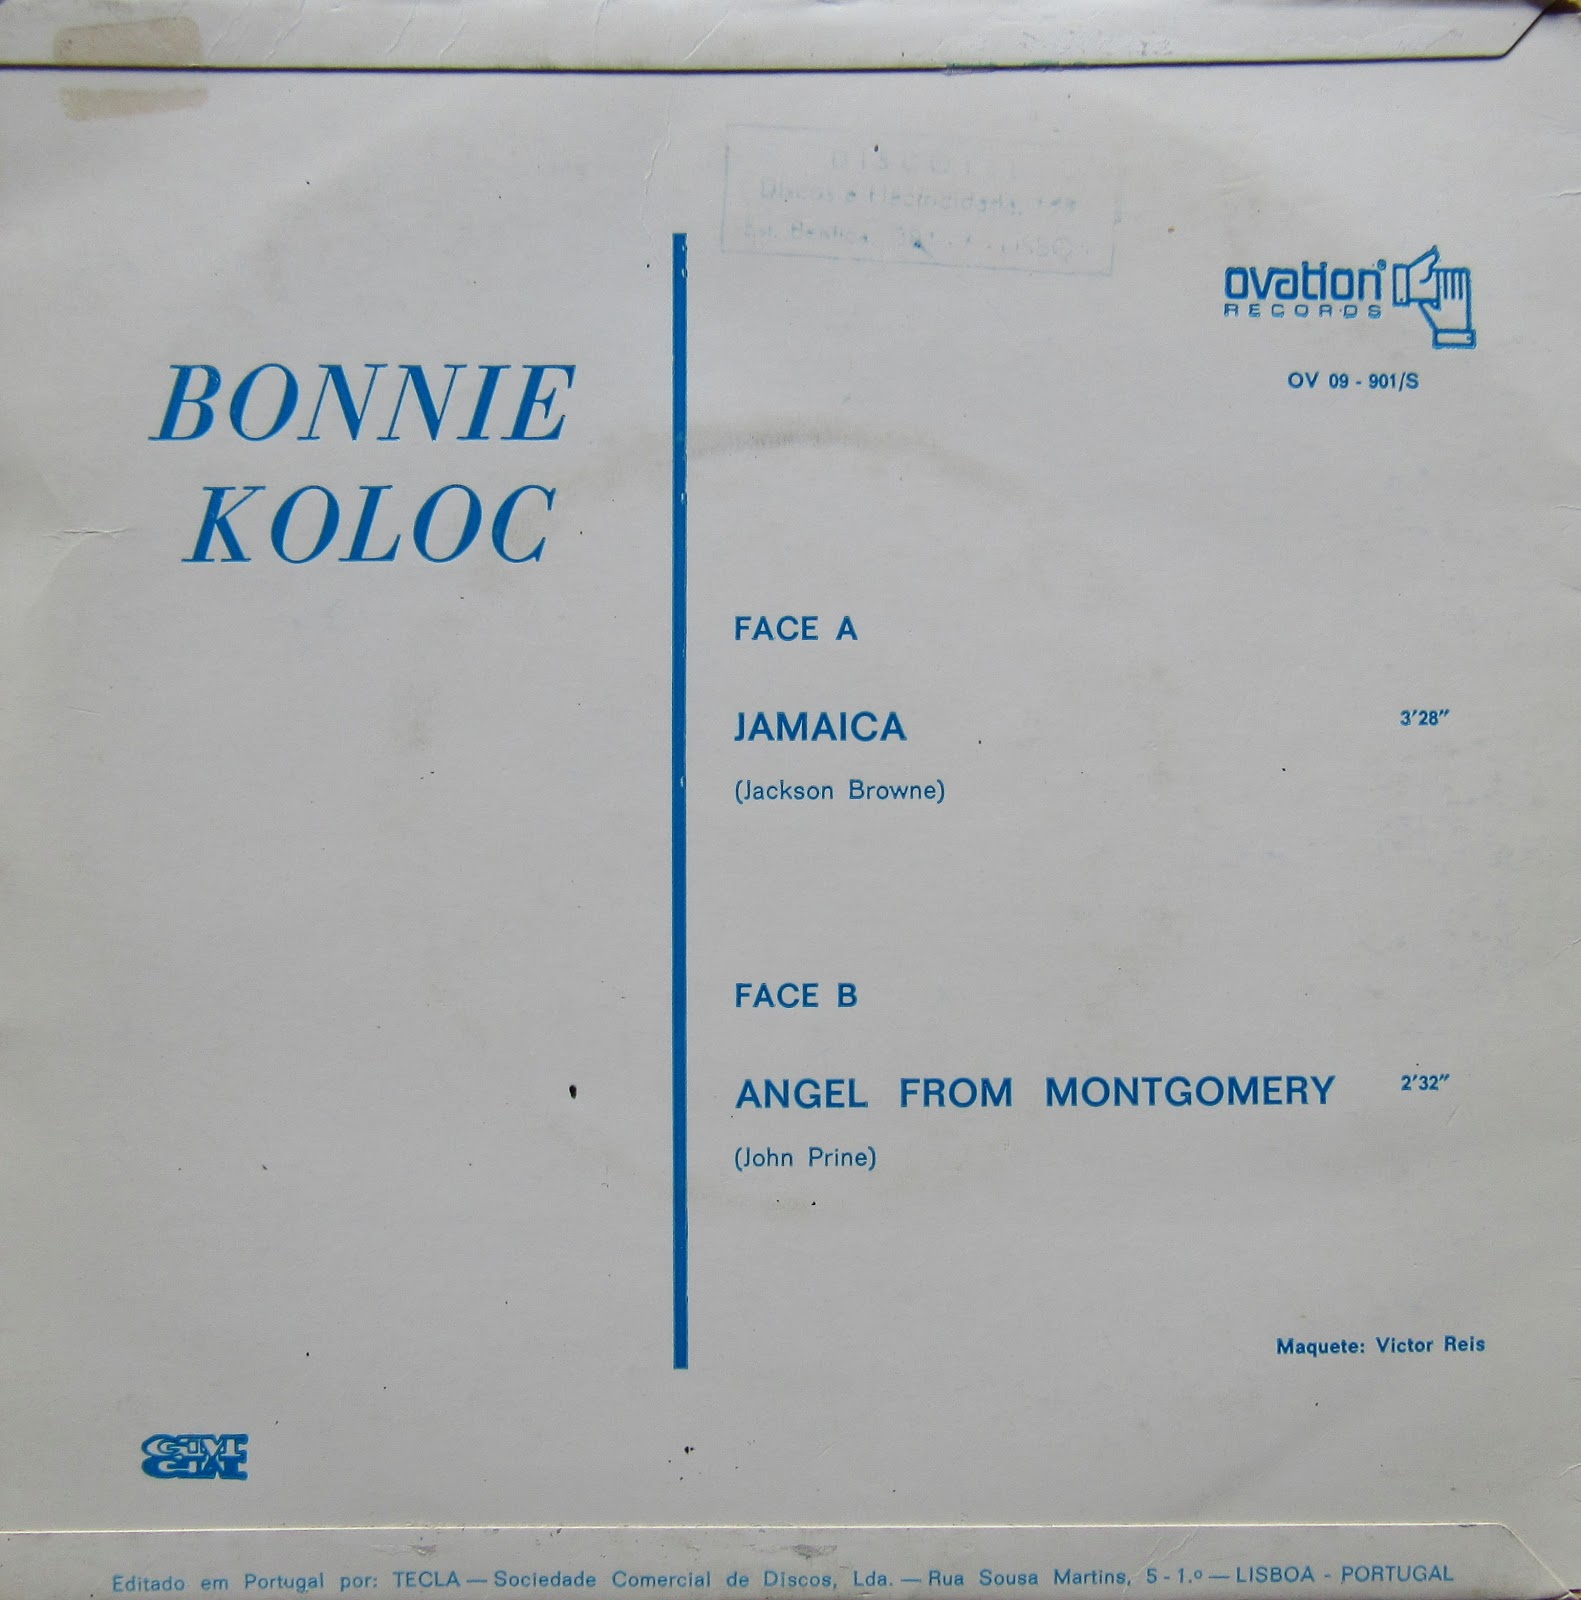 Discos e Electricidade,
BONNIE
KOLOC
ovation®
RECORDS
OV 09 - 901/S
FACE A
JAMAICA 3'28"
(Jackson Browne)
FACE B
ANGEL FROM MONTGOMERY 2'32"
(John Prine)
Maquete: Victor Reis
Editado em Portugal por: TECLA — Sociedade Comercial de Discos, Lda. — Rua Sousa Martins, 5 - 1.º — LISBOA - PORTUGAL